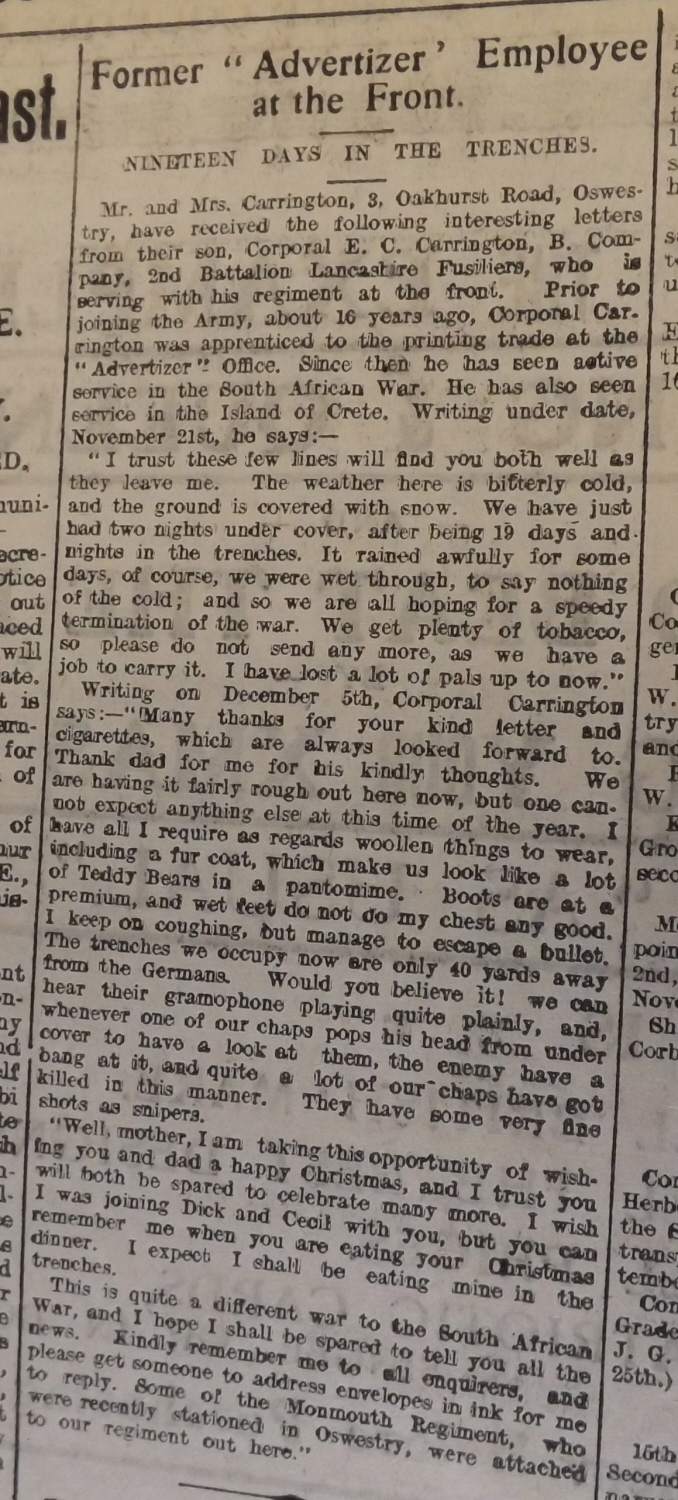 ast.
Former " Advertizer ' Employee
at the Front.
NINETEEN DAYS IN THE TRENCHES.
Mr. and Mrs. Carrington, 3, Oakhurst Road, Oswes-
try, have received the following interesting letters
from their son, Corporal E. C. Carrington, B. Com-
pany, 2nd Battalion Lancashire Fusiliers, who is
serving with his regiment at the front. Prior to
joining the Army, about 16 years ago, Corporal Car-
rington was apprenticed to the printing trade at the
"Advertizer" Office. Since then he has seen active
service in the South African War. He has also seen
service in the Island of Crete. Writing under date,
November 21st, he says:—
"I trust these few lines will find you both well as
they leave me. The weather here is bitterly cold,
and the ground is covered with snow. We have just
had two nights under cover, after being 19 days and
nights in the trenches. It rained awfully for some
days, of course, we were wet through, to say nothing
of the cold; and so we are all hoping for a speedy
termination of the war. We get plenty of tobacco,
so please do not send any more, as we have a
job to carry it. I have lost a lot of pals up to now."
Writing on December 5th, Corporal Carrington
says:—"Many thanks for your kind letter and
cigarettes, which are always looked forward to.
Thank dad for me for his kindly thoughts. We
are having it fairly rough out here now, but one can-
not expect anything else at this time of the year. I
have all I require as regards woollen things to wear,
including a fur coat, which make us look like a lot
of Teddy Bears in a pantomime. Boots are at a
premium, and wet feet do not do my chest any good.
I keep on coughing, but manage to escape a bullet.
The trenches we occupy now are only 40 yards away
from the Germans. Would you believe it! we can
hear their gramophone playing quite plainly, and,
whenever one of our chaps pops his head from under
cover to have a look at them, the enemy have a
bang at it, and quite a lot of our chaps have got
killed in this manner. They have some very fine
shots as snipers.
"Well, mother, I am taking this opportunity of wish-
ing you and dad a happy Christmas, and I trust you
will both be spared to celebrate many more. I wish
I was joining Dick and Cecil with you, but you can
remember me when you are eating your Christmas
dinner. I expect I shall be eating mine in the
trenches.
This is quite a different war to the South African
War, and I hope I shall be spared to tell you all the
news. Kindly remember me to all enquirers, and
please get someone to address envelopes in ink for me
to reply. Some of the Monmouth Regiment, who
were recently stationed in Oswestry, were attached
to our regiment out here."